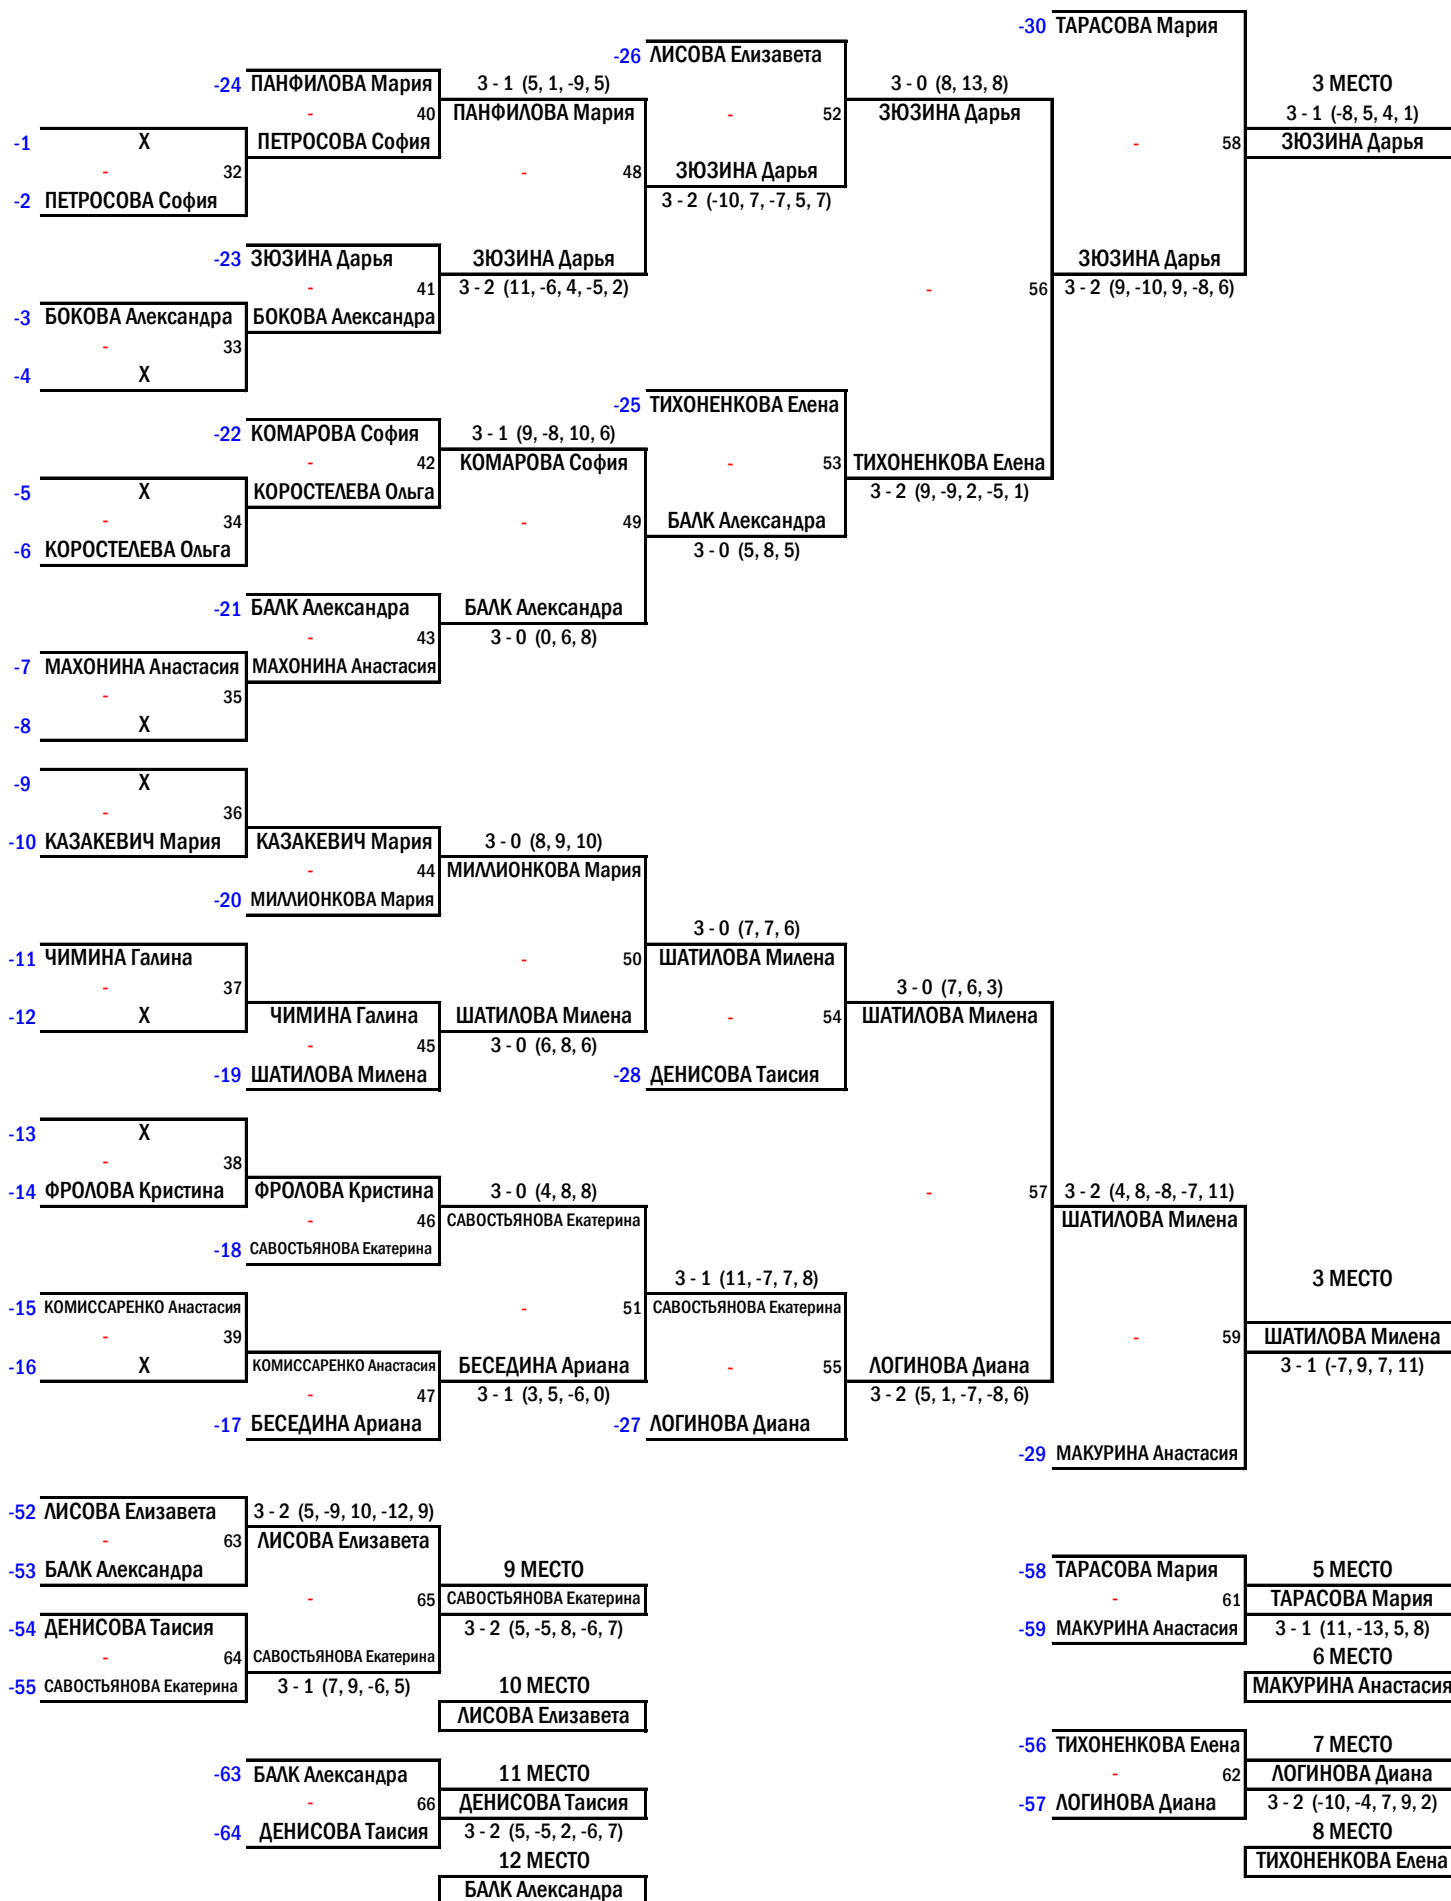 -30 ТАРАСОВА Мария
-26 ЛИСОВА Елизавета
-24 ПАНФИЛОВА Мария 3 - 1 (5, 1, -9, 5) 3 - 0 (8, 13, 8) 3 МЕСТО
- 40 ПАНФИЛОВА Мария - 52 ЗЮЗИНА Дарья 3 - 1 (-8, 5, 4, 1)
-1 X ПЕТРОСОВА София - 58 ЗЮЗИНА Дарья
- 32 - 48 ЗЮЗИНА Дарья
-2 ПЕТРОСОВА София 3 - 2 (-10, 7, -7, 5, 7)
-23 ЗЮЗИНА Дарья ЗЮЗИНА Дарья ЗЮЗИНА Дарья
- 41 3 - 2 (11, -6, 4, -5, 2) - 56 3 - 2 (9, -10, 9, -8, 6)
-3 БОКОВА Александра БОКОВА Александра
- 33
-4 X
-25 ТИХОНЕНКОВА Елена
-22 КОМАРОВА София 3 - 1 (9, -8, 10, 6)
- 42 КОМАРОВА София - 53 ТИХОНЕНКОВА Елена
-5 X КОРОСТЕЛЕВА Ольга 3 - 2 (9, -9, 2, -5, 1)
- 34 - 49 БАЛК Александра
-6 КОРОСТЕЛЕВА Ольга 3 - 0 (5, 8, 5)
-21 БАЛК Александра БАЛК Александра
- 43 3 - 0 (0, 6, 8)
-7 МАХОНИНА Анастасия МАХОНИНА Анастасия
- 35
-8 X
-9 X
- 36
-10 КАЗАКЕВИЧ Мария КАЗАКЕВИЧ Мария 3 - 0 (8, 9, 10)
- 44 МИЛЛИОНКОВА Мария
-20 МИЛЛИОНКОВА Мария
3 - 0 (7, 7, 6)
-11 ЧИМИНА Галина - 50 ШАТИЛОВА Милена
- 37 3 - 0 (7, 6, 3)
-12 X ЧИМИНА Галина ШАТИЛОВА Милена - 54 ШАТИЛОВА Милена
- 45 3 - 0 (6, 8, 6)
-19 ШАТИЛОВА Милена -28 ДЕНИСОВА Таисия
-13 X
- 38
-14 ФРОЛОВА Кристина ФРОЛОВА Кристина 3 - 0 (4, 8, 8) - 57 3 - 2 (4, 8, -8, -7, 11)
- 46 САВОСТЬЯНОВА Екатерина ШАТИЛОВА Милена
-18 САВОСТЬЯНОВА Екатерина
3 - 1 (11, -7, 7, 8) 3 МЕСТО
-15 КОМИССАРЕНКО Анастасия - 51 САВОСТЬЯНОВА Екатерина
- 39 - 59 ШАТИЛОВА Милена
-16 X КОМИССАРЕНКО Анастасия БЕСЕДИНА Ариана - 55 ЛОГИНОВА Диана 3 - 1 (-7, 9, 7, 11)
- 47 3 - 1 (3, 5, -6, 0) 3 - 2 (5, 1, -7, -8, 6)
-17 БЕСЕДИНА Ариана -27 ЛОГИНОВА Диана
-29 МАКУРИНА Анастасия
-52 ЛИСОВА Елизавета 3 - 2 (5, -9, 10, -12, 9)
- 63 ЛИСОВА Елизавета
-53 БАЛК Александра 9 МЕСТО -58 ТАРАСОВА Мария 5 МЕСТО
- 65 САВОСТЬЯНОВА Екатерина - 61 ТАРАСОВА Мария
-54 ДЕНИСОВА Таисия 3 - 2 (5, -5, 8, -6, 7) -59 МАКУРИНА Анастасия 3 - 1 (11, -13, 5, 8)
- 64 САВОСТЬЯНОВА Екатерина 6 МЕСТО
-55 САВОСТЬЯНОВА Екатерина 3 - 1 (7, 9, -6, 5) 10 МЕСТО МАКУРИНА Анастасия
ЛИСОВА Елизавета
-56 ТИХОНЕНКОВА Елена 7 МЕСТО
-63 БАЛК Александра 11 МЕСТО - 62 ЛОГИНОВА Диана
- 66 ДЕНИСОВА Таисия -57 ЛОГИНОВА Диана 3 - 2 (-10, -4, 7, 9, 2)
-64 ДЕНИСОВА Таисия 3 - 2 (5, -5, 2, -6, 7) 8 МЕСТО
12 МЕСТО ТИХОНЕНКОВА Елена
БАЛК Александра